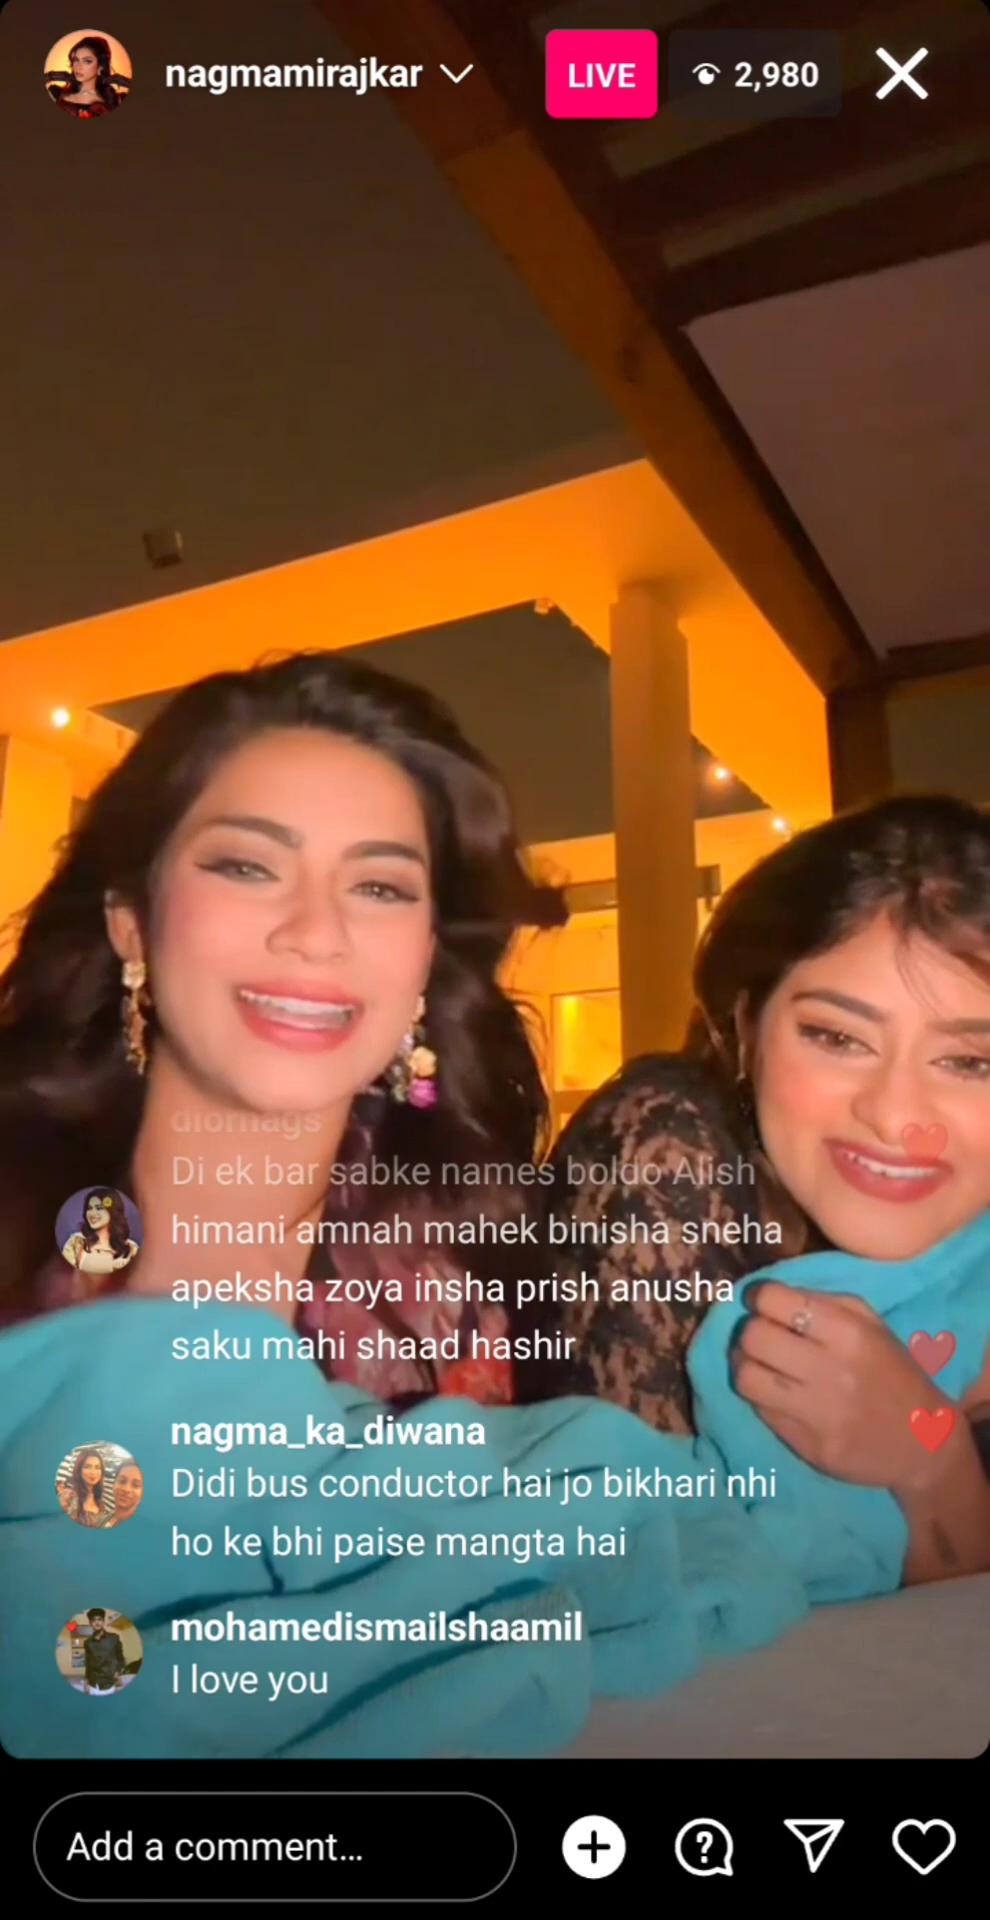 nagmamirajkar
LIVE
2,980
diornags
Di ek bar sabke names boldo Alish
himani amnah mahek binisha sneha
apeksha zoya insha prish anusha
saku mahi shaad hashir
nagma_ka_diwana
Didi bus conductor hai jo bikhari nhi
ho ke bhi paise mangta hai
mohamedismailshaamil
I love you
Add a comment...